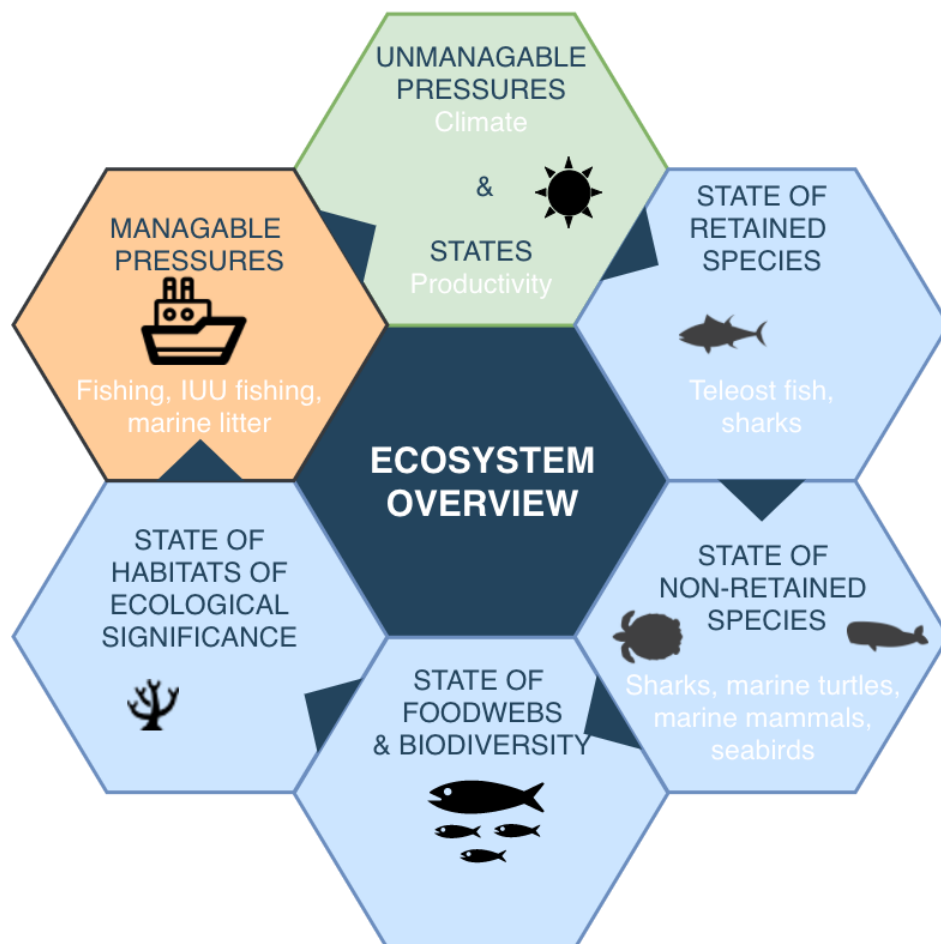 UNMANAGABLE
PRESSURES
Climate
&
STATES
Productivity
STATE OF
RETAINED
SPECIES
Teleost fish,
sharks
STATE OF
NON-RETAINED
SPECIES
Sharks, marine turtles,
marine mammals,
seabirds
STATE OF
FOODWEBS
& BIODIVERSITY
STATE OF
HABITATS OF
ECOLOGICAL
SIGNIFICANCE
MANAGABLE
PRESSURES
Fishing, IUU fishing,
marine litter
ECOSYSTEM
OVERVIEW